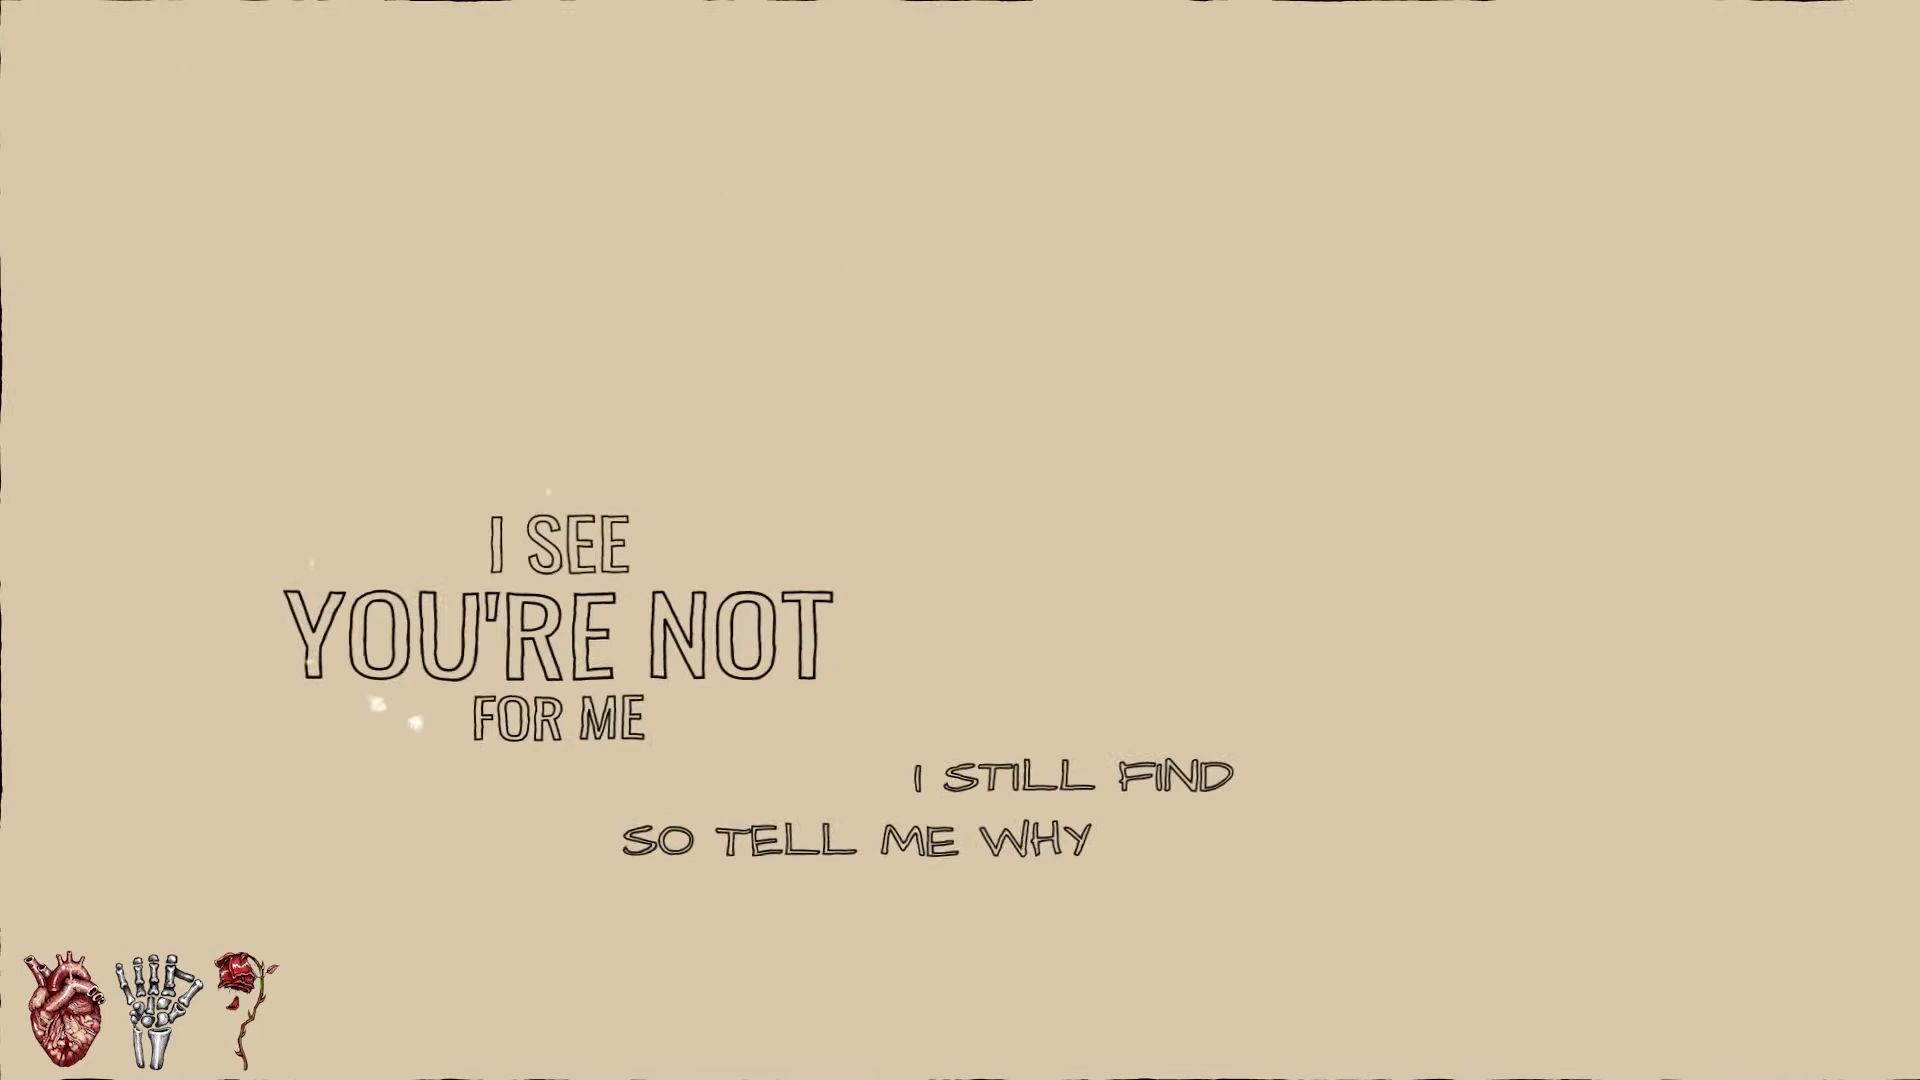 I SEE
YOU'RE NOT
FOR ME
I STILL FIND
SO TELL ME WHY